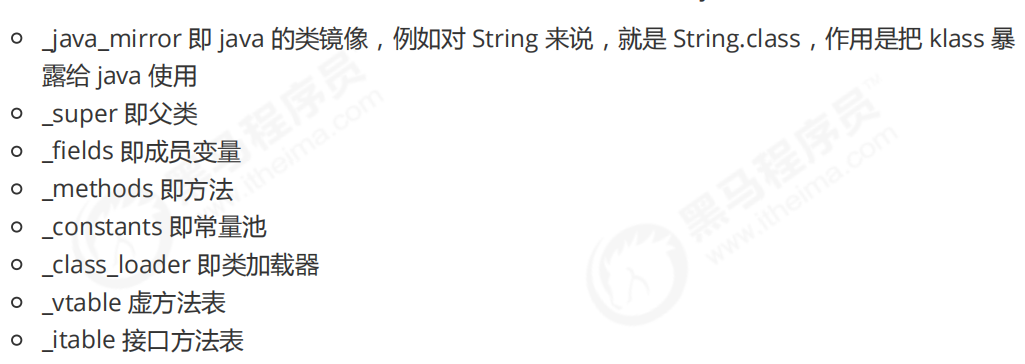 _java_mirror 即 java 的类镜像，例如对 String 来说，就是 String.class，作用是把 klass 暴
露给 java 使用
_super 即父类
_fields 即成员变量
_methods 即方法
_constants 即常量池
_class_loader 即类加载器
_vtable 虚方法表
_itable 接口方法表
黑马程序员
www.itheima.com
黑马程序员
www.itheima.com